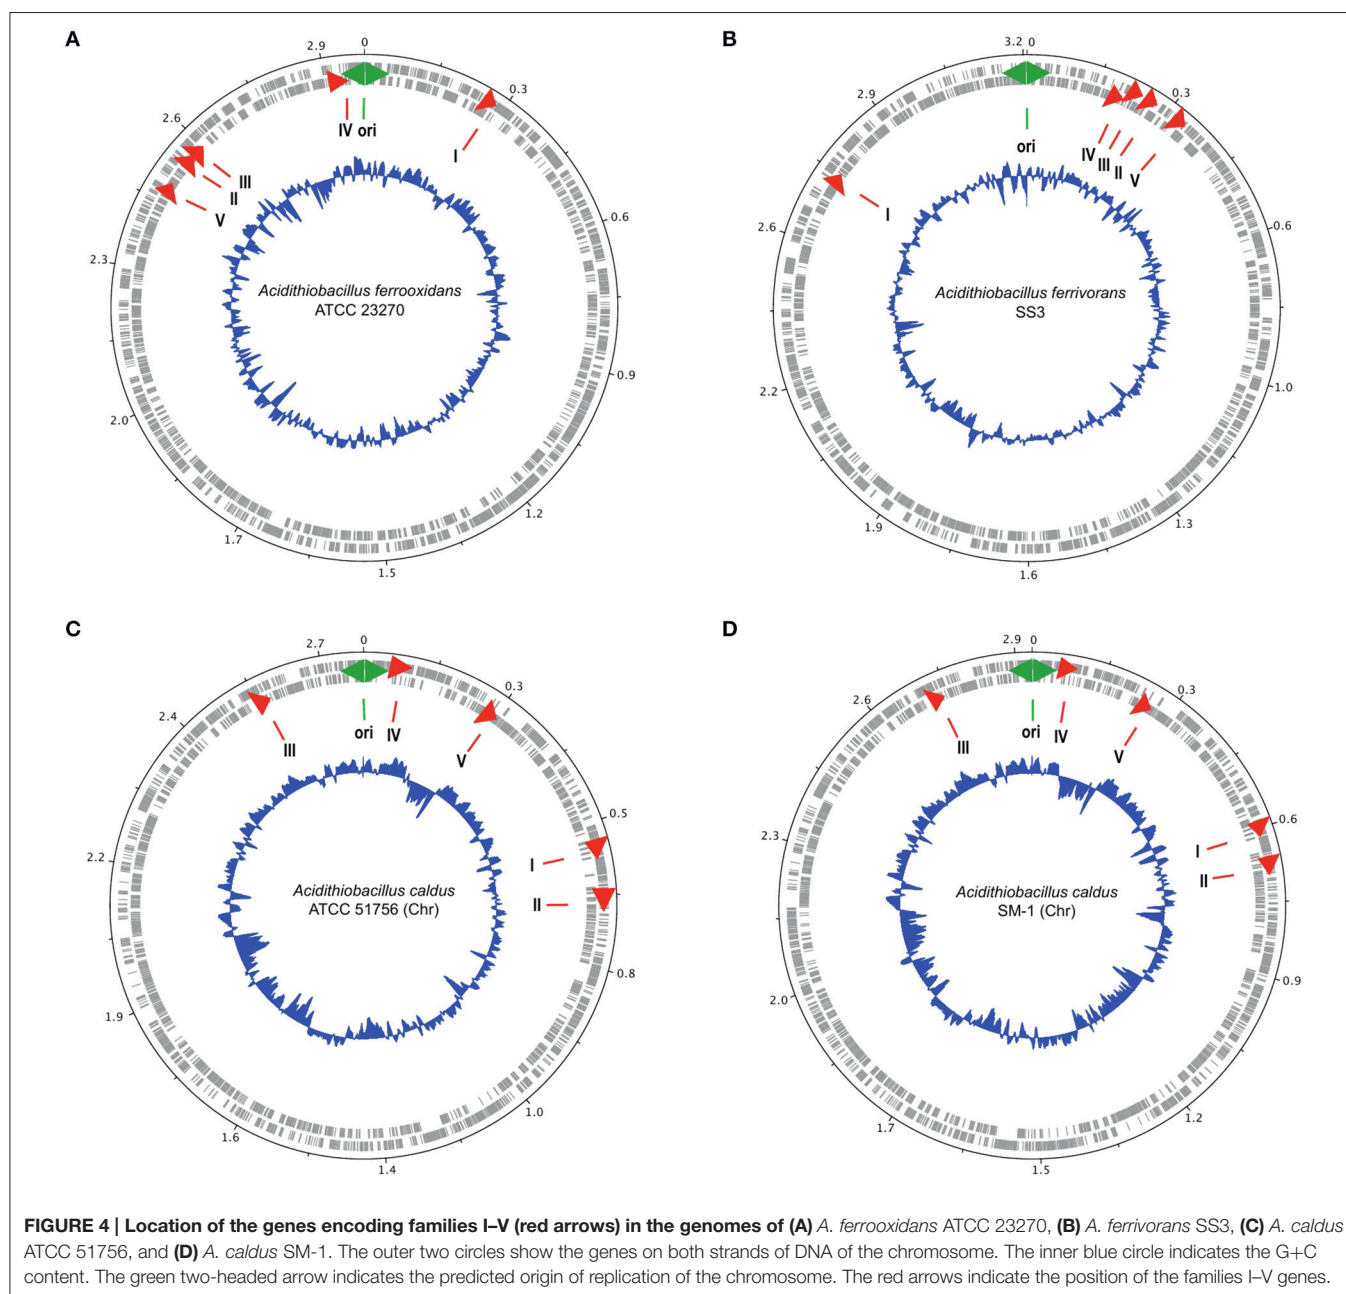 A
0
2.9
0.3
2.6
IV ori
I
III
II
V
0.6
2.3
Acidithiobacillus ferrooxidans
ATCC 23270
0.9
2.0
1.2
1.7
1.5
B
3.2 0
2.9
0.3
ori
IV
III
II
V
I
0.6
2.6
Acidithiobacillus ferrivorans
SS3
1.0
2.2
1.9
1.3
1.6
C
0
2.7
0.3
2.4
III
ori
IV
V
0.5
2.2
I
II
Acidithiobacillus caldus
ATCC 51756 (Chr)
0.8
1.9
1.0
1.6
1.4
D
2.9 0
0.3
2.6
III
ori
IV
V
0.6
2.3
I
II
Acidithiobacillus caldus
SM-1 (Chr)
0.9
2.0
1.2
1.7
1.5
FIGURE 4 | Location of the genes encoding families I–V (red arrows) in the genomes of (A) A. ferrooxidans ATCC 23270, (B) A. ferrivorans SS3, (C) A. caldus
ATCC 51756, and (D) A. caldus SM-1. The outer two circles show the genes on both strands of DNA of the chromosome. The inner blue circle indicates the G+C
content. The green two-headed arrow indicates the predicted origin of replication of the chromosome. The red arrows indicate the position of the families I–V genes.